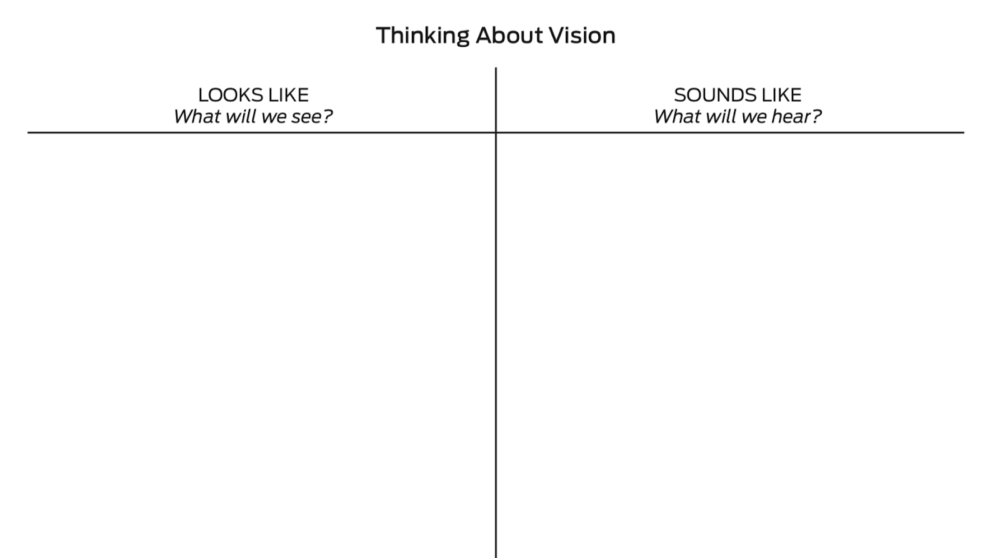 Thinking About Vision
LOOKS LIKE
What will we see?
SOUNDS LIKE
What will we hear?